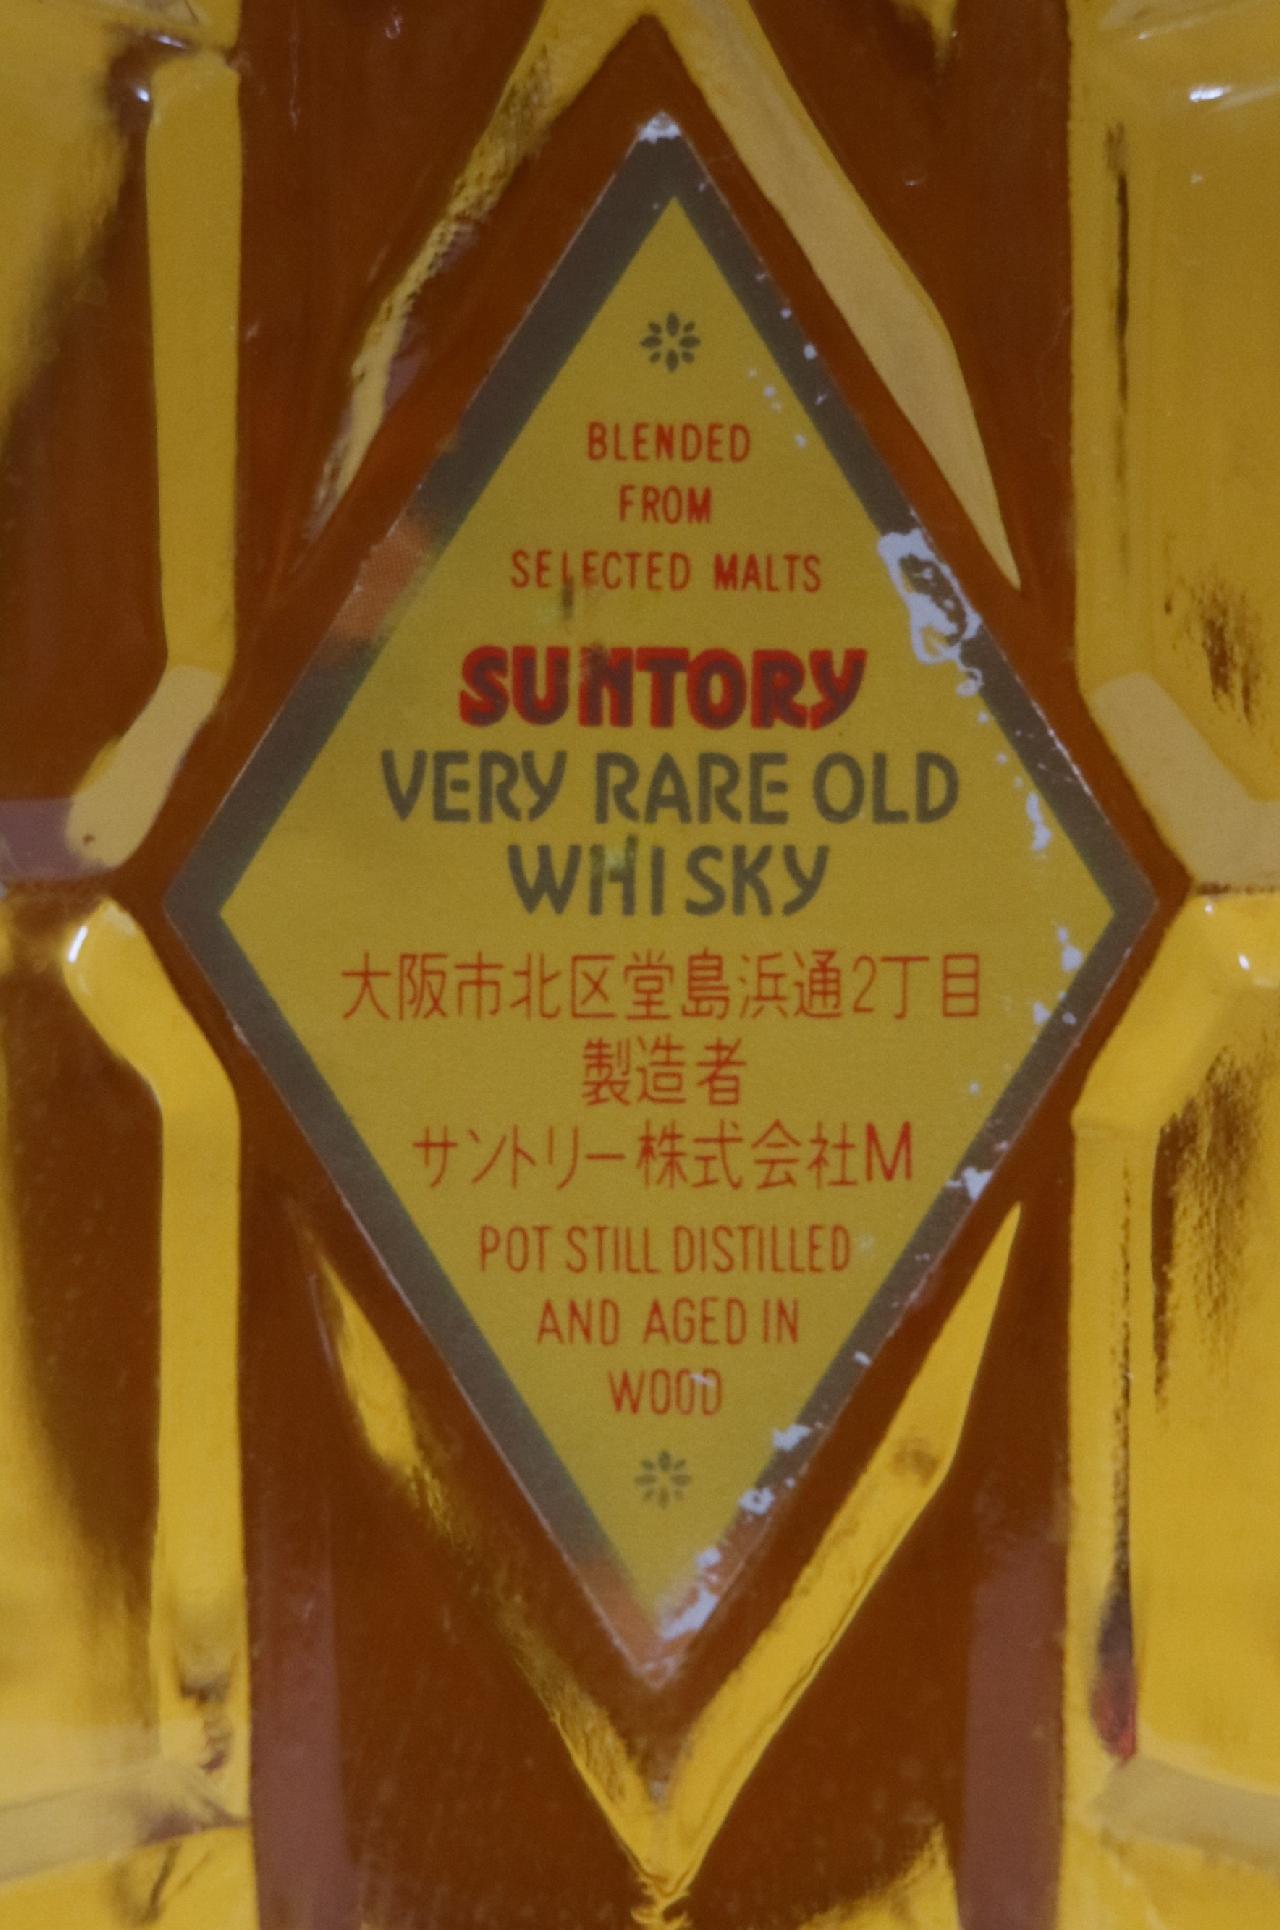 BLENDED
FROM
SELECTED MALTS
SUNTORY
VERY RARE OLD
WHISKY
大阪市北区堂島浜通2丁目
製造者
サントリー株式会社M
POT STILL DISTILLED
AND AGED IN
WOOD